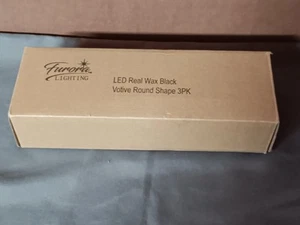 Furora
LIGHTING
LED Real Wax Black
Votive Round Shape 3PK